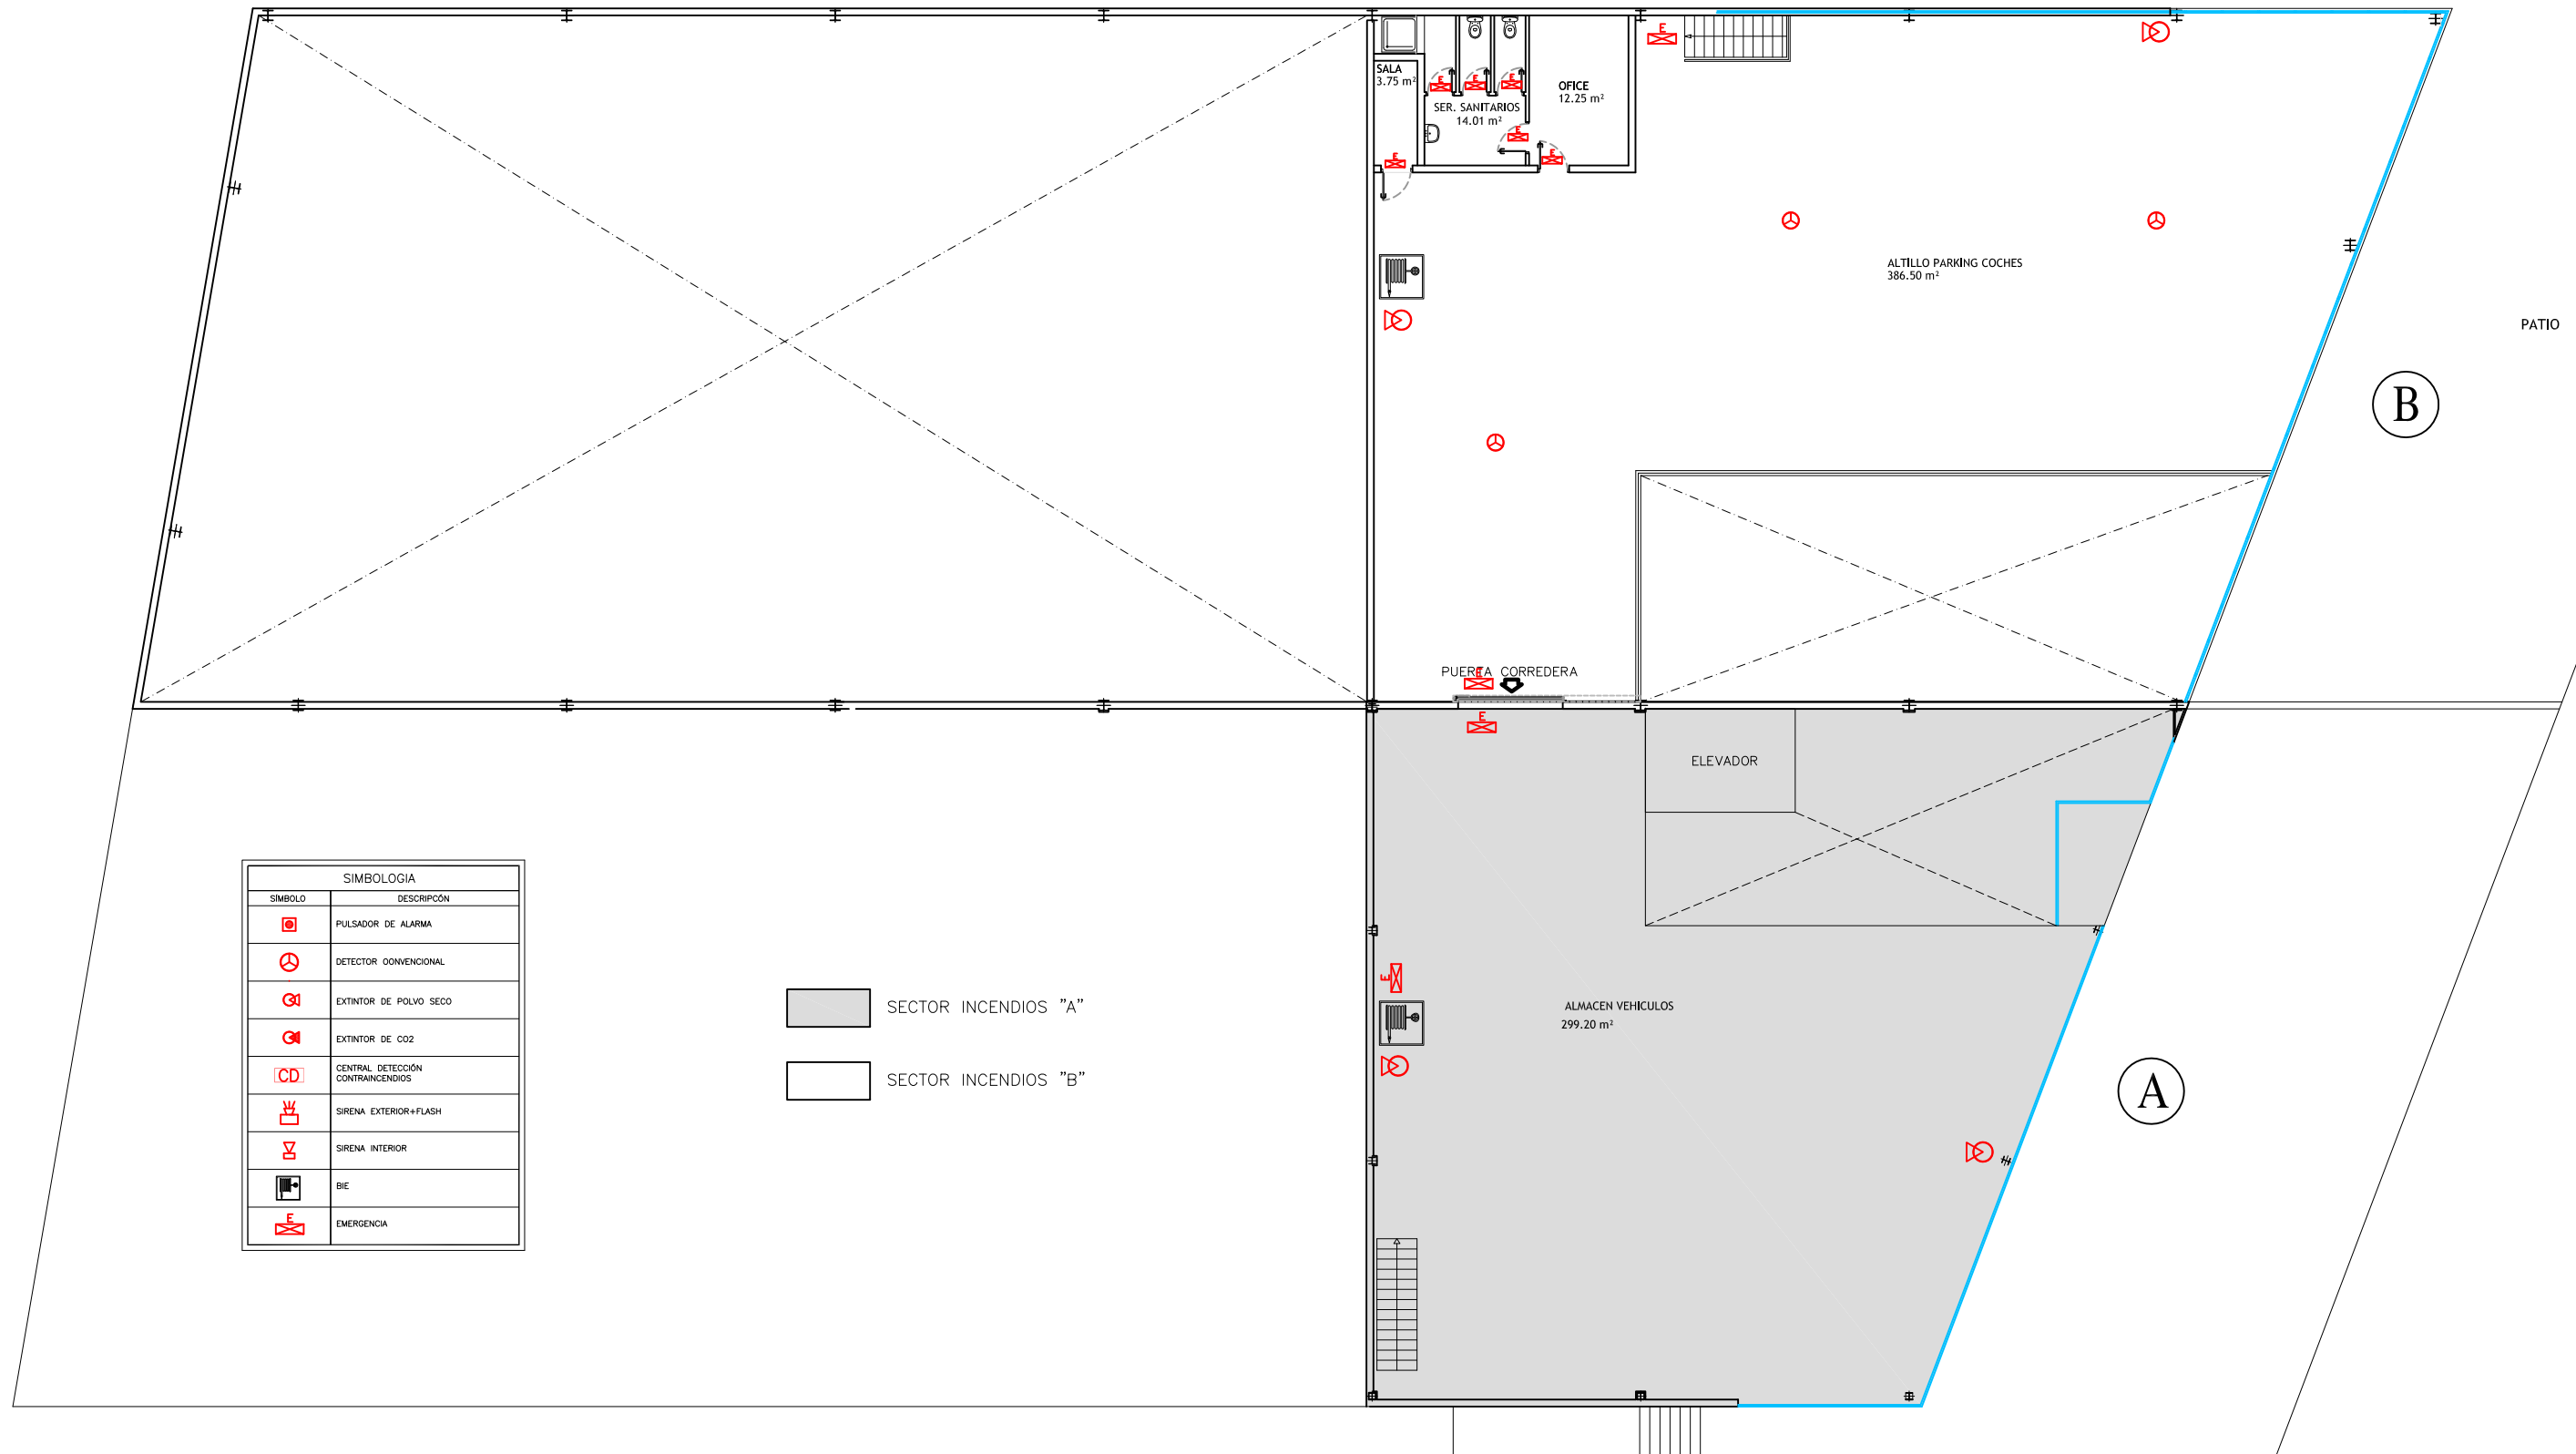 SALA
3.75 m²
SER. SANITARIOS
14.01 m²
OFICE
12.25 m²
E
E
E
E
E
E
E
ALTILLO PARKING COCHES
386.50 m²
PATIO
B
PUERTA CORREDERA
E
E
ELEVADOR
ALMACEN VEHICULOS
299.20 m²
E
A
SIMBOLOGIA
SÍMBOLO DESCRIPCÓN
PULSADOR DE ALARMA
DETECTOR OONVENCIONAL
EXTINTOR DE POLVO SECO
EXTINTOR DE CO2
CD CENTRAL DETECCIÓN
CONTRAINCENDIOS
SIRENA EXTERIOR+FLASH
SIRENA INTERIOR
BIE
E EMERGENCIA
SECTOR INCENDIOS "A"
SECTOR INCENDIOS "B"